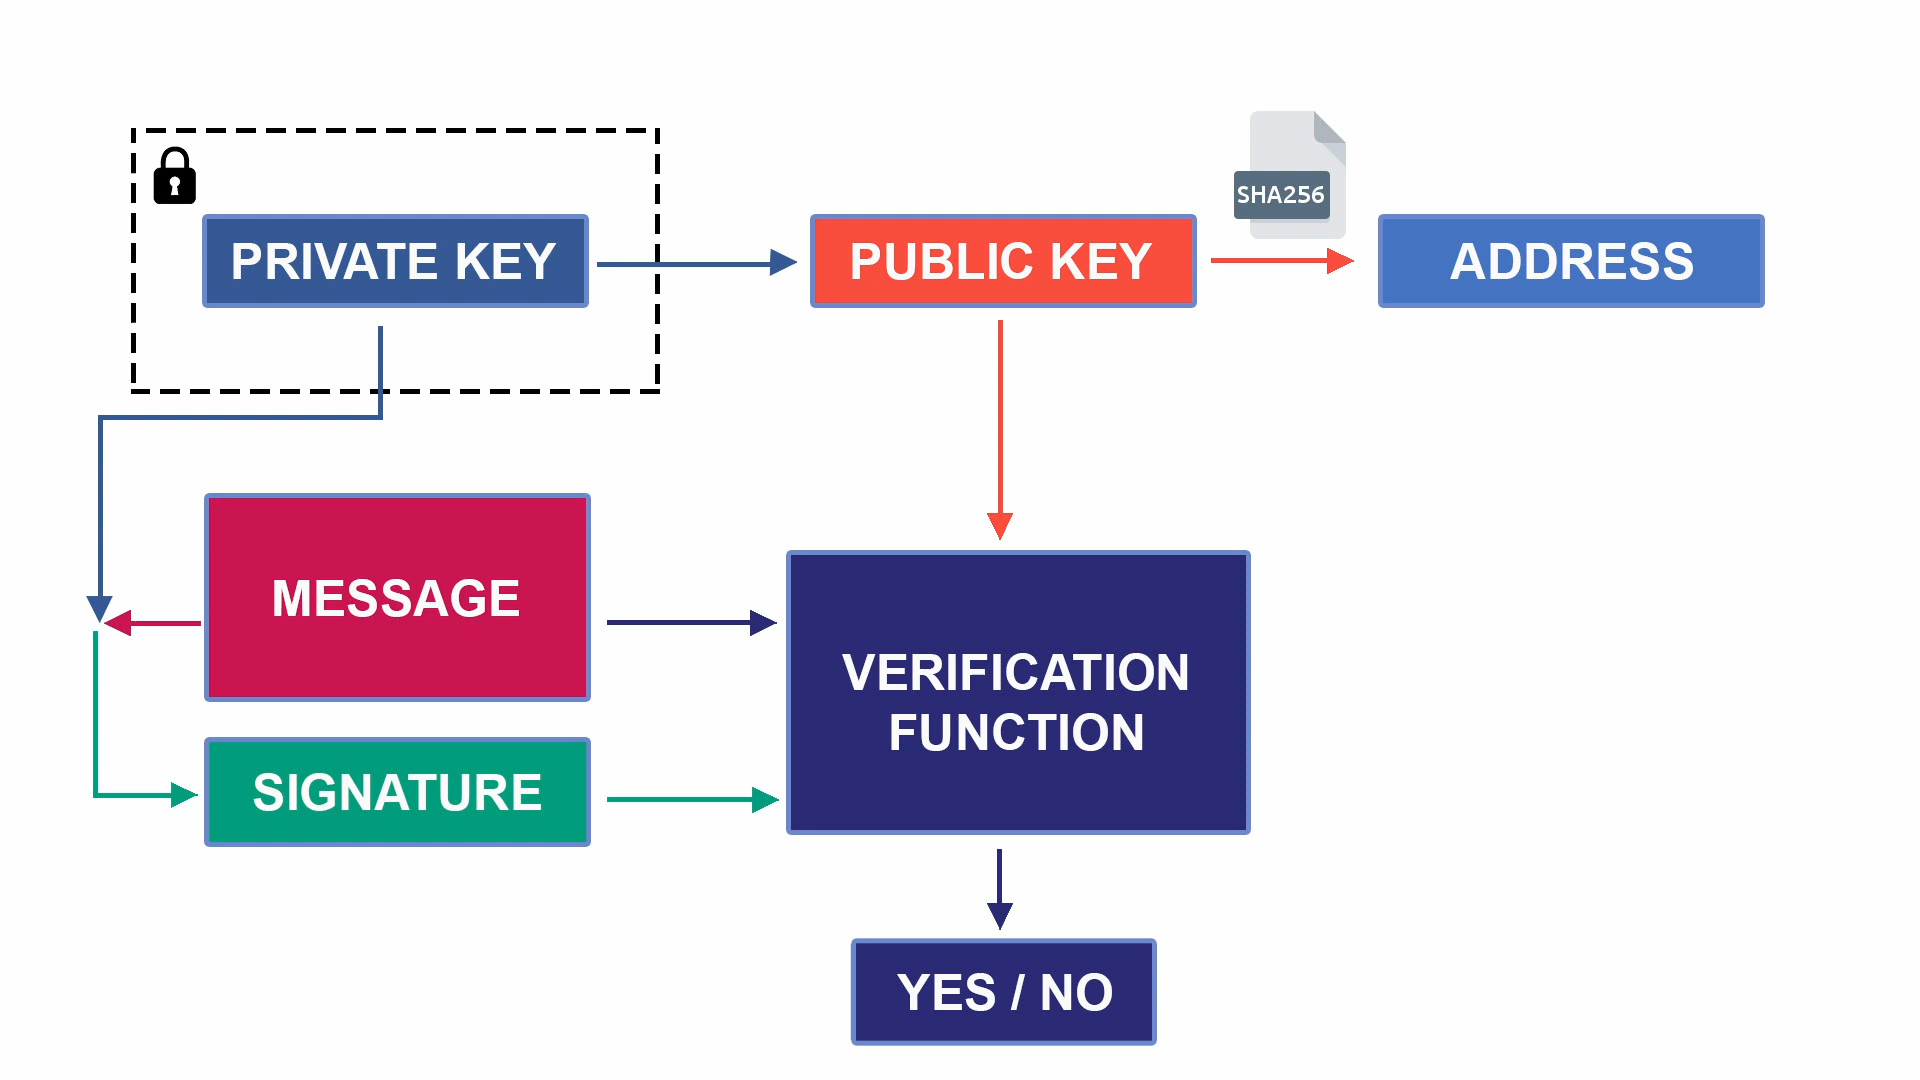 SHA256
PRIVATE KEY
PUBLIC KEY
ADDRESS
MESSAGE
VERIFICATION
FUNCTION
SIGNATURE
YES / NO